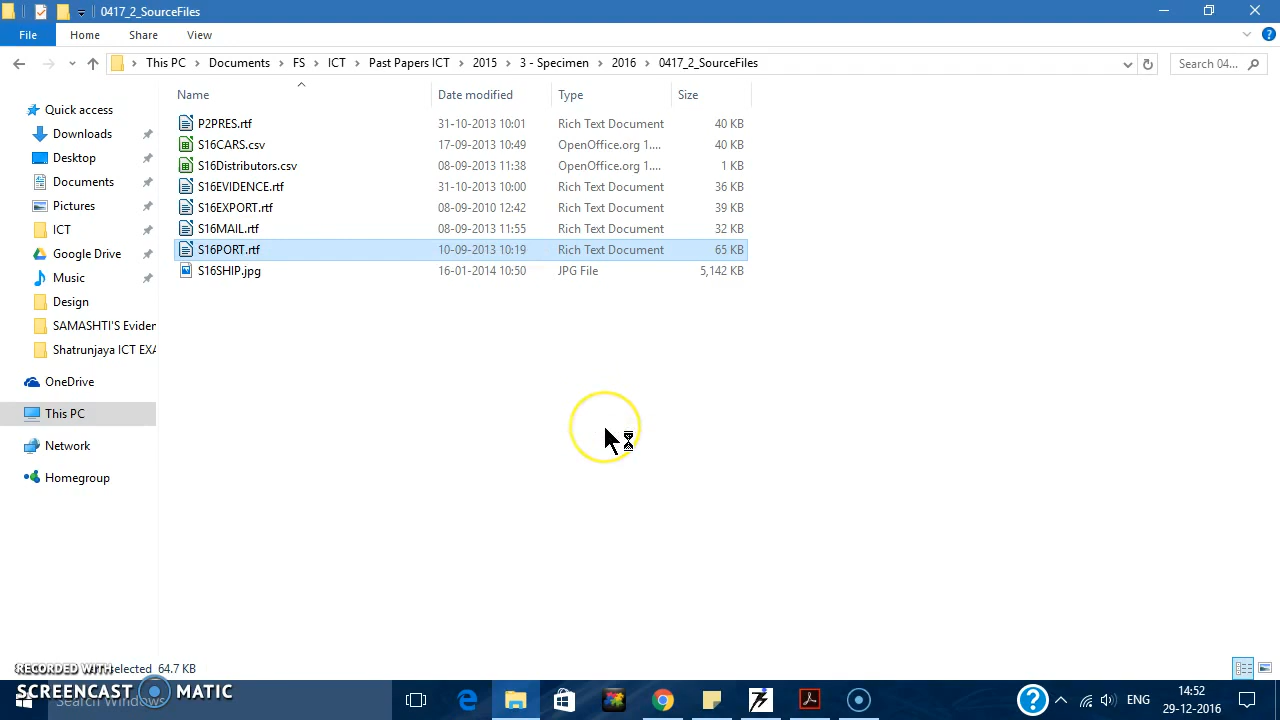 0417_2_SourceFiles
File Home Share View
This PC Documents FS ICT Past Papers ICT 2015 3 - Specimen 2016 0417_2_SourceFiles Search 04...
Name Date modified Type Size
Quick access
Downloads
Desktop
Documents
Pictures
ICT
Google Drive
Music
Design
SAMASHTI'S Eviden
Shatrunjaya ICT EXA
OneDrive
This PC
Network
Homegroup
P2PRES.rtf 31-10-2013 10:01 Rich Text Document 40 KB
S16CARS.csv 17-09-2013 10:49 OpenOffice.org 1.... 40 KB
S16Distributors.csv 08-09-2013 11:38 OpenOffice.org 1.... 1 KB
S16EVIDENCE.rtf 31-10-2013 10:00 Rich Text Document 36 KB
S16EXPORT.rtf 08-09-2010 12:42 Rich Text Document 39 KB
S16MAIL.rtf 08-09-2013 11:55 Rich Text Document 32 KB
S16PORT.rtf 10-09-2013 10:19 Rich Text Document 65 KB
S16SHIP.jpg 16-01-2014 10:50 JPG File 5,142 KB
selected 64.7 KB
RECORDED WITH
SCREENCAST MATIC
Search Windows
ENG
14:52
29-12-2016